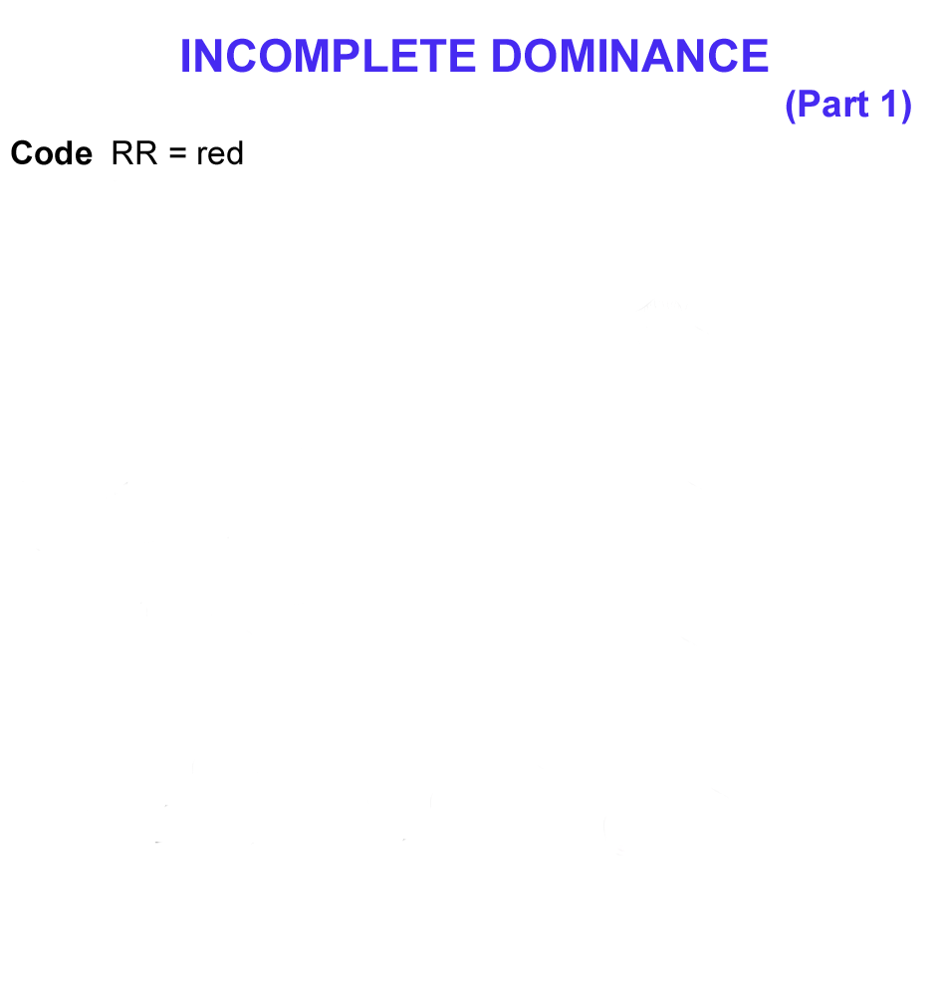 INCOMPLETE DOMINANCE
(Part 1)
Code RR = red